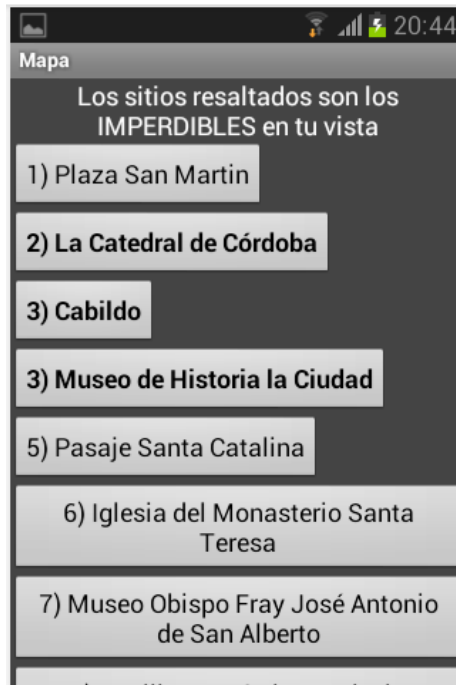 20:44
Mapa
Los sitios resaltados son los
IMPERDIBLES en tu vista
1) Plaza San Martin
2) La Catedral de Córdoba
3) Cabildo
3) Museo de Historia la Ciudad
5) Pasaje Santa Catalina
6) Iglesia del Monasterio Santa
Teresa
7) Museo Obispo Fray José Antonio
de San Alberto